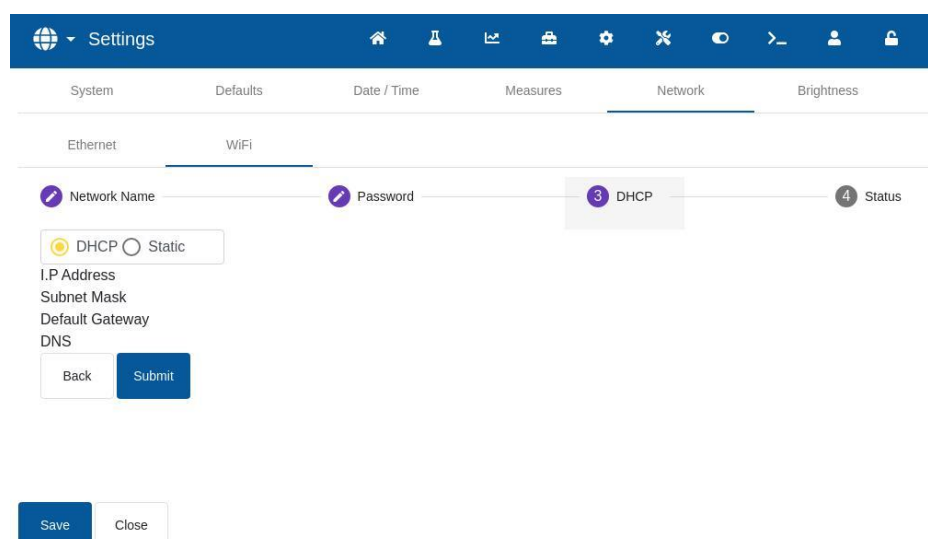 Settings
System Defaults Date / Time Measures Network Brightness
Ethernet WiFi
Network Name Password 3 DHCP 4 Status
DHCP Static
I.P Address
Subnet Mask
Default Gateway
DNS
Back Submit
Save Close